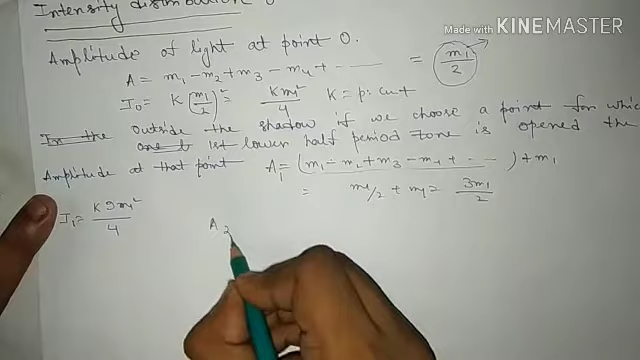 Made with KINEMASTER
Intensity distribution
Amplitude of light at point O.
A = m₁ - m₂ + m₃ - m₄ + ------ = m₁/2
I₀ = K (m₁/2)² = Km₁²/4 K = p. cnt
In the outside the shadow if we choose a point for which
and 1st lower half period zone is opened the
Amplitude at that point A₁ = (m₁ - m₂ + m₃ - m₄ + ---) + m₁
= m₁/2 + m₁ = 3m₁/2
I₁ = K9m₁²/4
A₂